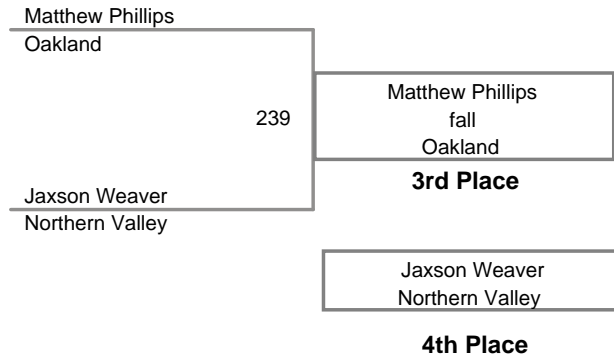 Matthew Phillips
Oakland
239
Matthew Phillips
fall
Oakland
3rd Place
Jaxson Weaver
Northern Valley
Jaxson Weaver
Northern Valley
4th Place